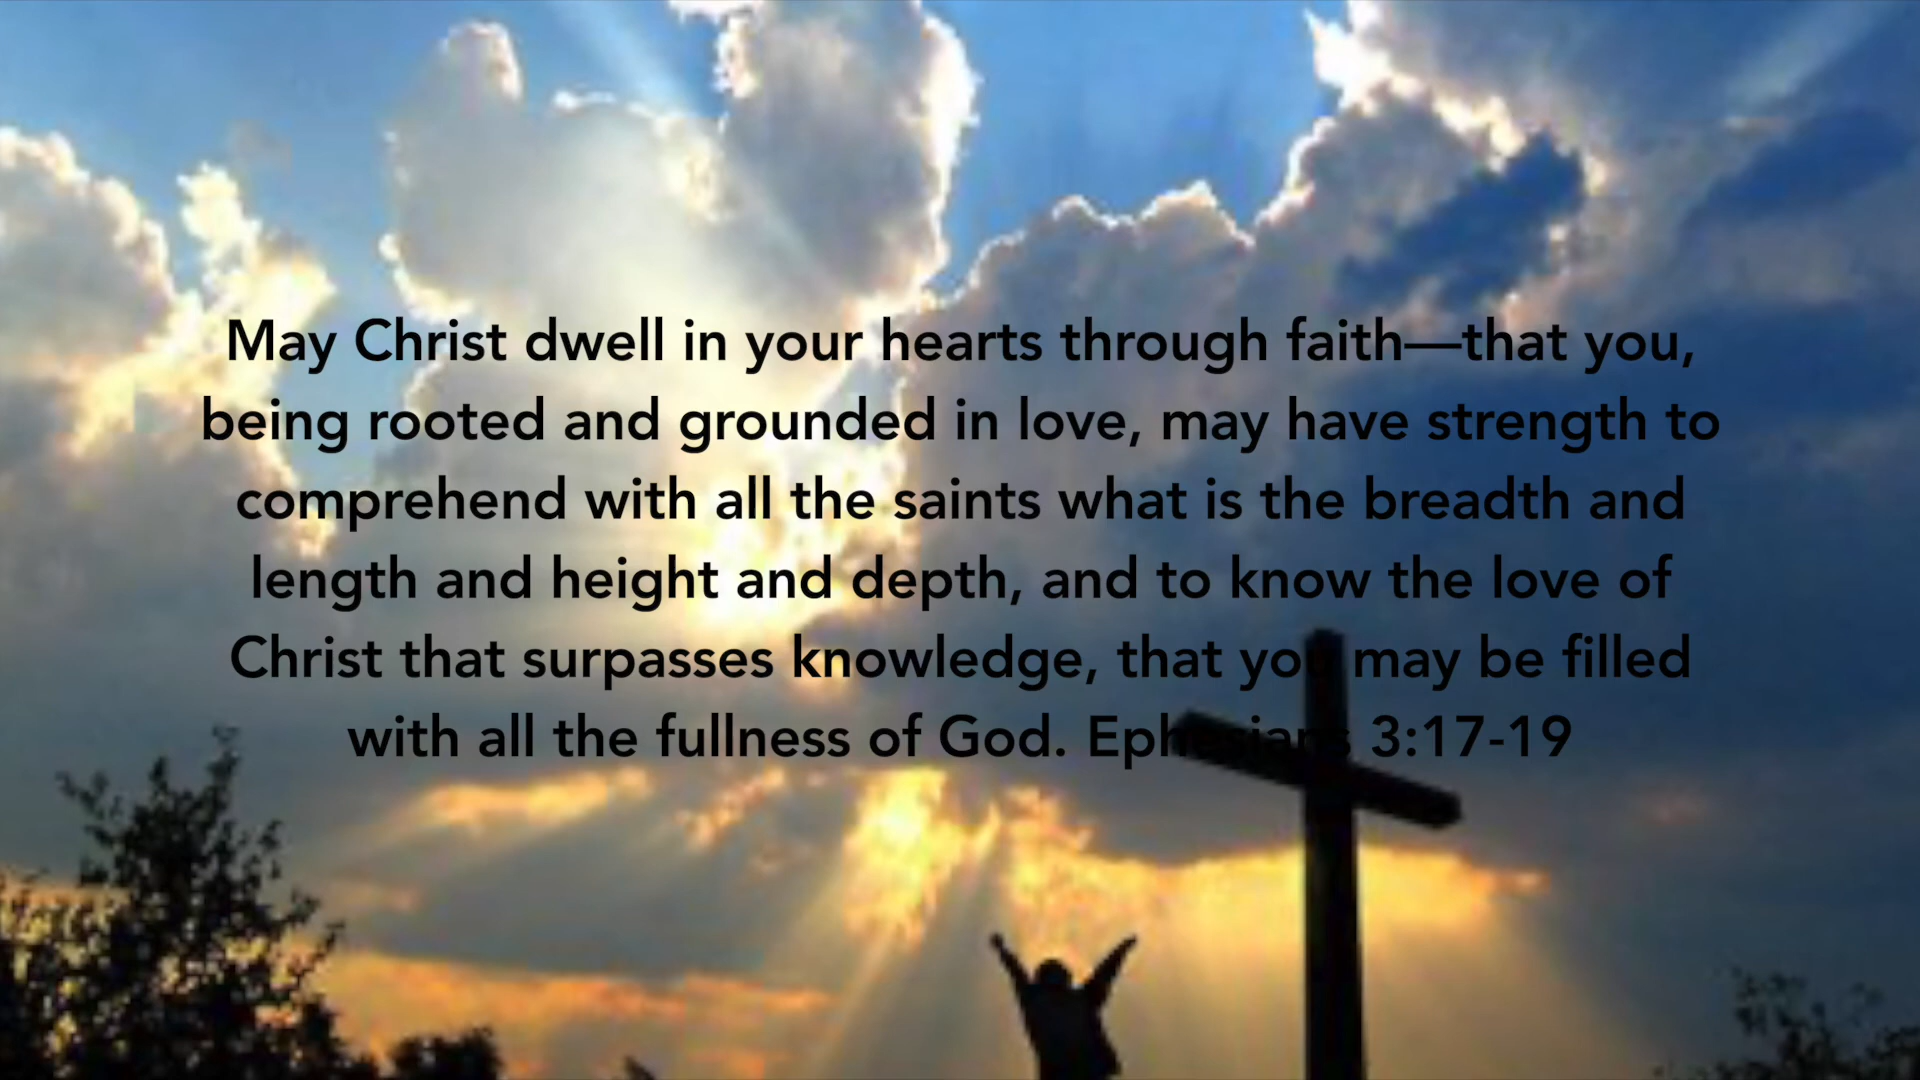 May Christ dwell in your hearts through faith—that you,
being rooted and grounded in love, may have strength to
comprehend with all the saints what is the breadth and
length and height and depth, and to know the love of
Christ that surpasses knowledge, that you may be filled
with all the fullness of God. Ephesians 3:17-19